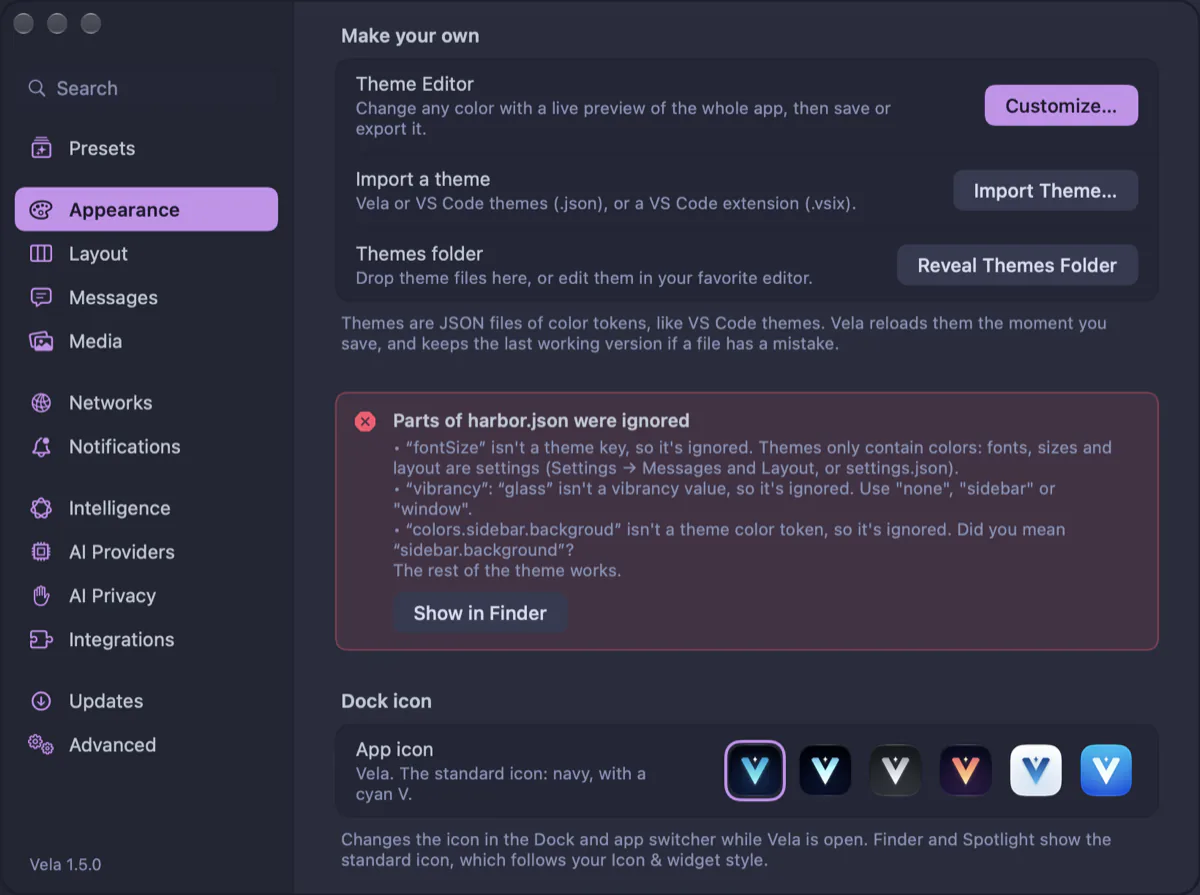 Search
Presets
Appearance
Layout
Messages
Media
Networks
Notifications
Intelligence
AI Providers
AI Privacy
Integrations
Updates
Advanced
Vela 1.5.0
Make your own
Theme Editor
Change any color with a live preview of the whole app, then save or
export it.
Customize...
Import a theme
Vela or VS Code themes (.json), or a VS Code extension (.vsix).
Import Theme...
Themes folder
Drop theme files here, or edit them in your favorite editor.
Reveal Themes Folder
Themes are JSON files of color tokens, like VS Code themes. Vela reloads them the moment you
save, and keeps the last working version if a file has a mistake.
Parts of harbor.json were ignored
• “fontSize” isn't a theme key, so it's ignored. Themes only contain colors: fonts, sizes and
layout are settings (Settings → Messages and Layout, or settings.json).
• “vibrancy”: “glass” isn't a vibrancy value, so it's ignored. Use "none", "sidebar" or
"window".
• “colors.sidebar.backgroud” isn't a theme color token, so it's ignored. Did you mean
“sidebar.background”?
The rest of the theme works.
Show in Finder
Dock icon
App icon
Vela. The standard icon: navy, with a
cyan V.
Changes the icon in the Dock and app switcher while Vela is open. Finder and Spotlight show the
standard icon, which follows your Icon & widget style.